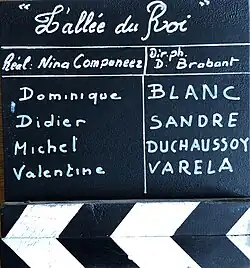 "L'allée du Roi"
Réal: Nina Companeez Dir. ph. D. Brabant
Dominique BLANC
Didier SANDRE
Michel DUCHAUSSOY
Valentine VARELA